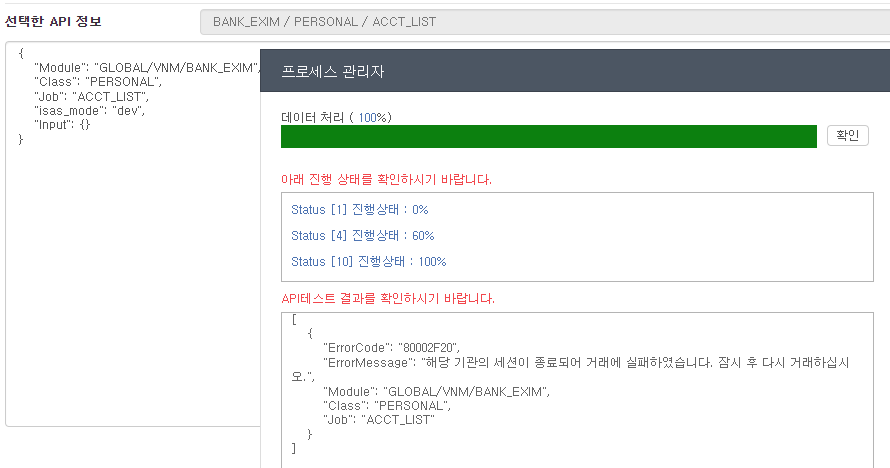 선택한 API 정보
BANK_EXIM / PERSONAL / ACCT_LIST
{
"Module": "GLOBAL/VNM/BANK_EXIM",
"Class": "PERSONAL",
"Job": "ACCT_LIST",
"isas_mode": "dev",
"Input": {}
}
프로세스 관리자
데이터 처리 ( 100%)
확인
아래 진행 상태를 확인하시기 바랍니다.
Status [1] 진행상태 : 0%
Status [4] 진행상태 : 60%
Status [10] 진행상태 : 100%
API테스트 결과를 확인하시기 바랍니다.
[
{
"ErrorCode": "80002F20",
"ErrorMessage": "해당 기관의 세션이 종료되어 거래에 실패하였습니다. 잠시 후 다시 거래하십시
오.",
"Module": "GLOBAL/VNM/BANK_EXIM",
"Class": "PERSONAL",
"Job": "ACCT_LIST"
}
]